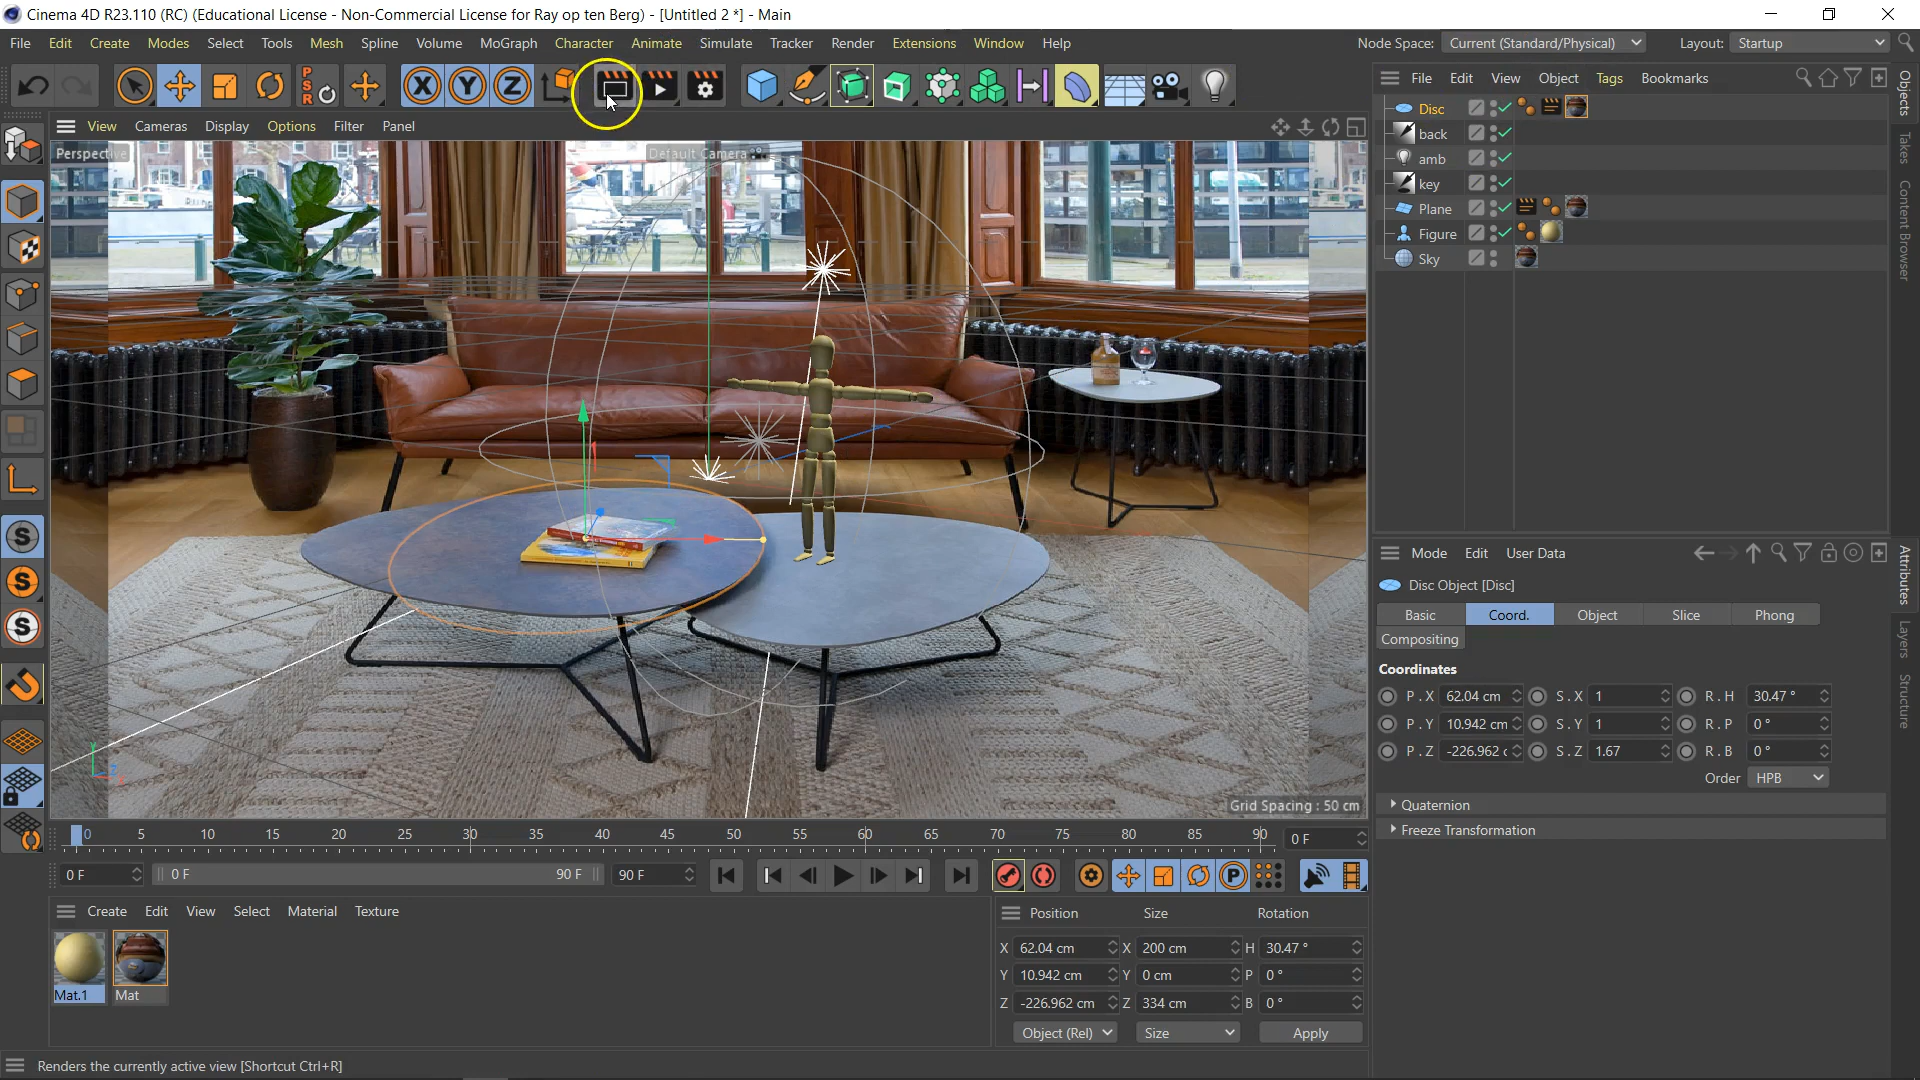 Cinema 4D R23.110 (RC) (Educational License - Non-Commercial License for Ray op ten Berg) - [Untitled 2 *] - Main
File Edit Create Modes Select Tools Mesh Spline Volume MoGraph Character Animate Simulate Tracker Render Extensions Window Help Node Space: Current (Standard/Physical) Layout: Startup
X Y Z PSR
File Edit View Object Tags Bookmarks
View Cameras Display Options Filter Panel
Perspective Default Camera
Disc
back
amb
key
Plane
Figure
Sky
Objects
Takes
Content Browser
Mode Edit User Data
Disc Object [Disc]
Basic Coord. Object Slice Phong
Compositing
Coordinates
P . X 62.04 cm S . X 1 R . H 30.47 °
P . Y 10.942 cm S . Y 1 R . P 0 °
P . Z -226.962 c S . Z 1.67 R . B 0 °
Order HPB
Quaternion
Freeze Transformation
Attributes
Layers
Structure
S
S
S
Y
Z
X
Grid Spacing : 50 cm
0 5 10 15 20 25 30 35 40 45 50 55 60 65 70 75 80 85 90 0 F
0 F 0 F 90 F 90 F P
Create Edit View Select Material Texture
Mat.1 Mat
Position Size Rotation
X 62.04 cm X 200 cm H 30.47 °
Y 10.942 cm Y 0 cm P 0 °
Z -226.962 cm Z 334 cm B 0 °
Object (Rel) Size Apply
Renders the currently active view [Shortcut Ctrl+R]